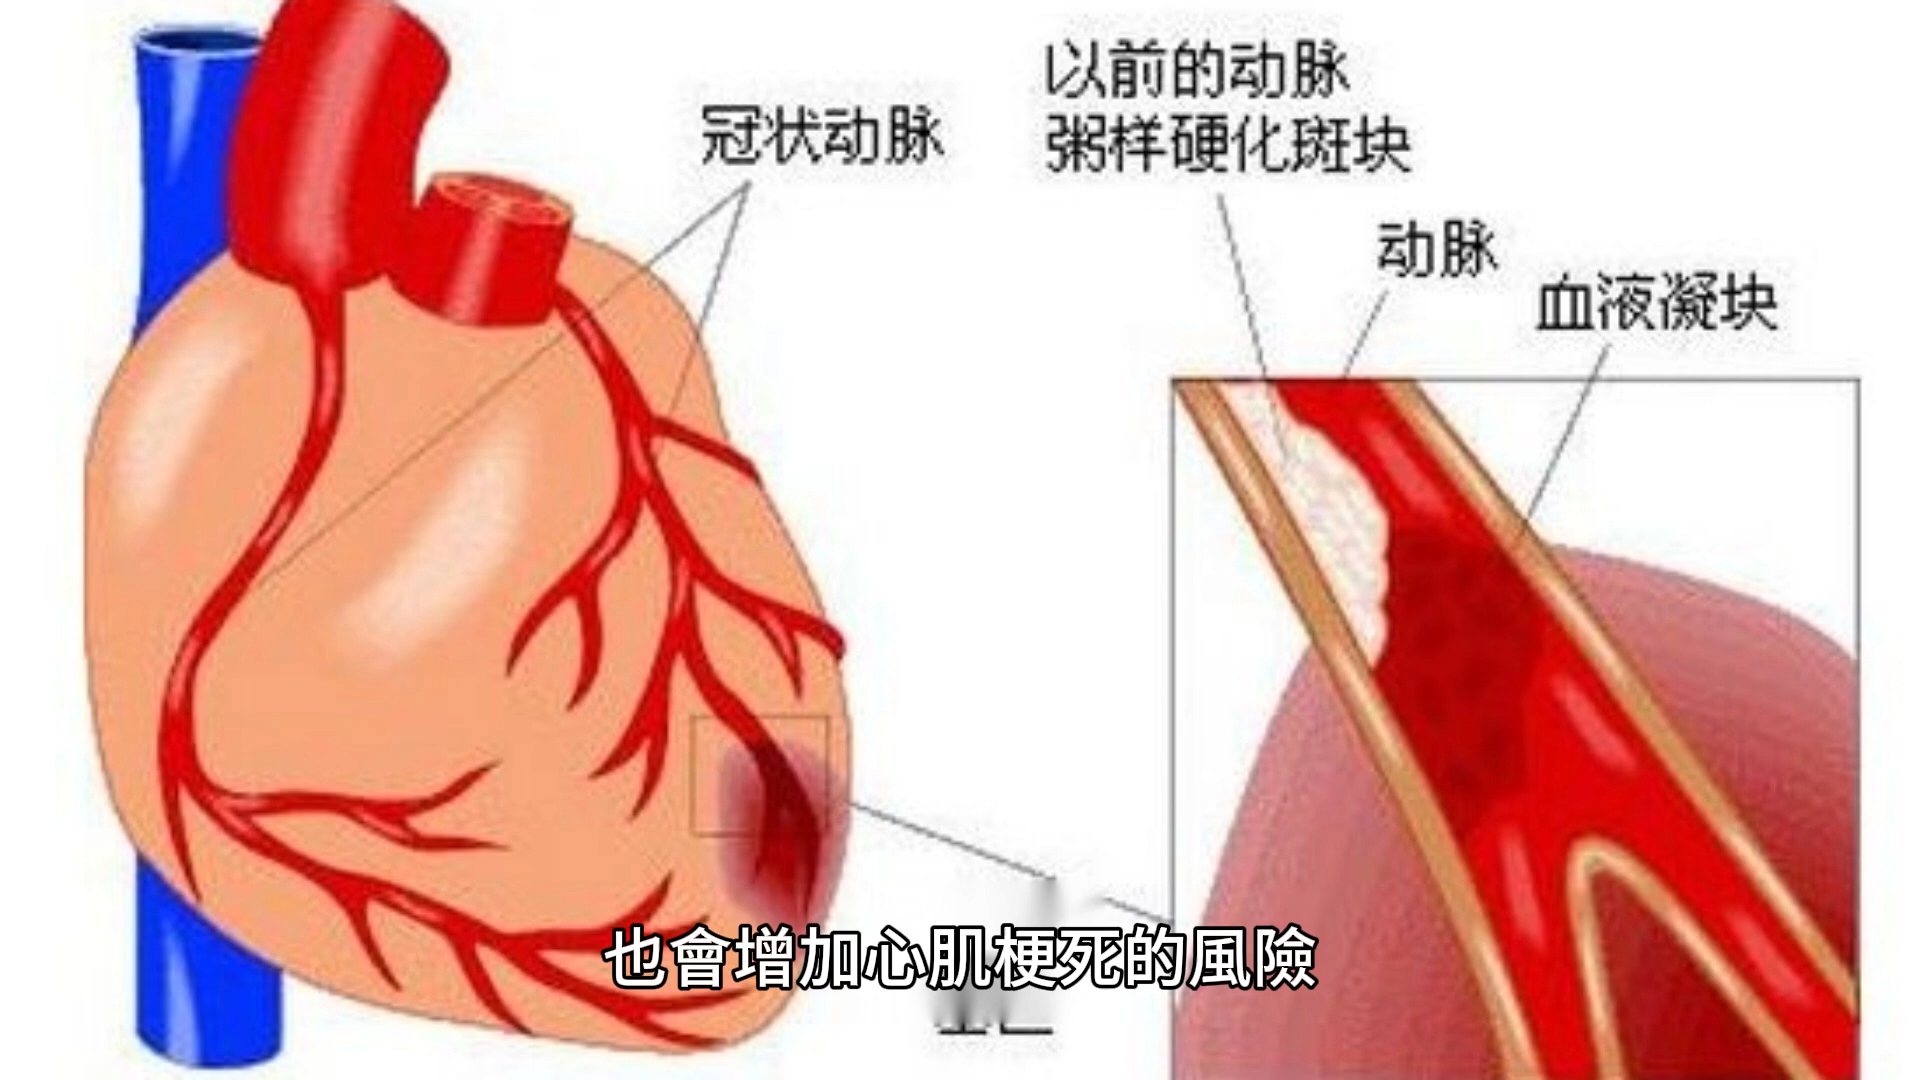 冠状动脉
以前的动脉
粥样硬化斑块
动脉
血液凝块
也會增加心肌梗死的風險